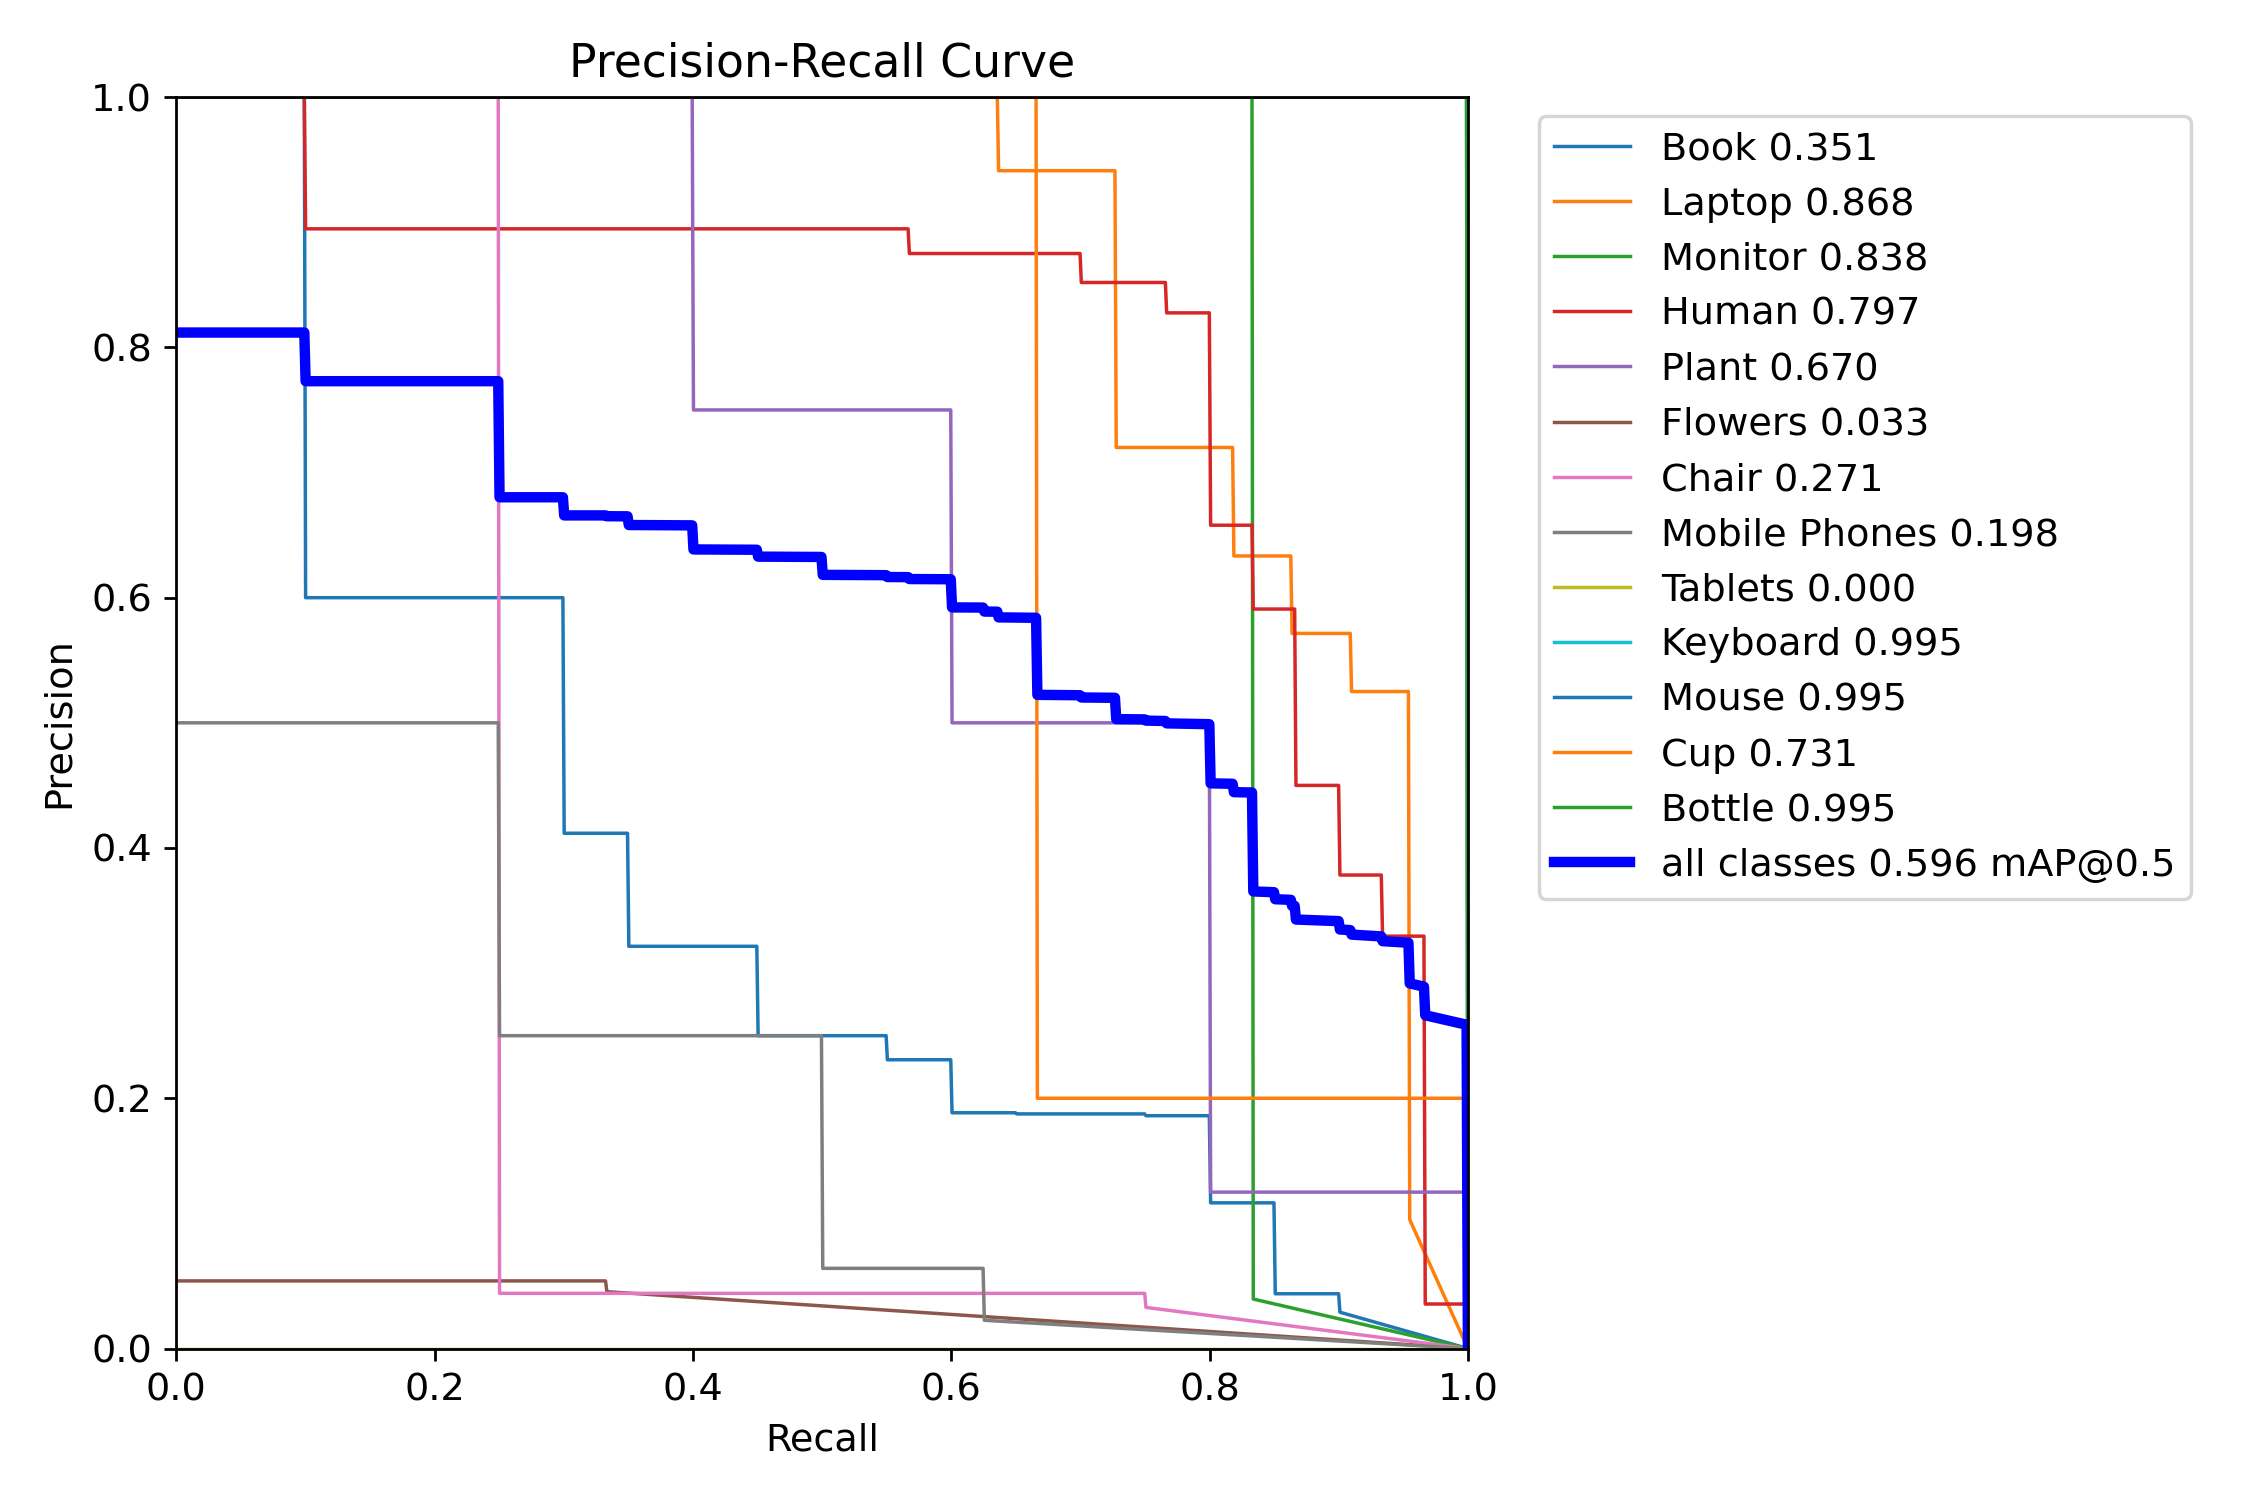 Precision-Recall Curve
1.0
0.8
0.6
0.4
0.2
0.0
Precision
0.0 0.2 0.4 0.6 0.8 1.0
Recall
Book 0.351
Laptop 0.868
Monitor 0.838
Human 0.797
Plant 0.670
Flowers 0.033
Chair 0.271
Mobile Phones 0.198
Tablets 0.000
Keyboard 0.995
Mouse 0.995
Cup 0.731
Bottle 0.995
all classes 0.596 mAP@0.5